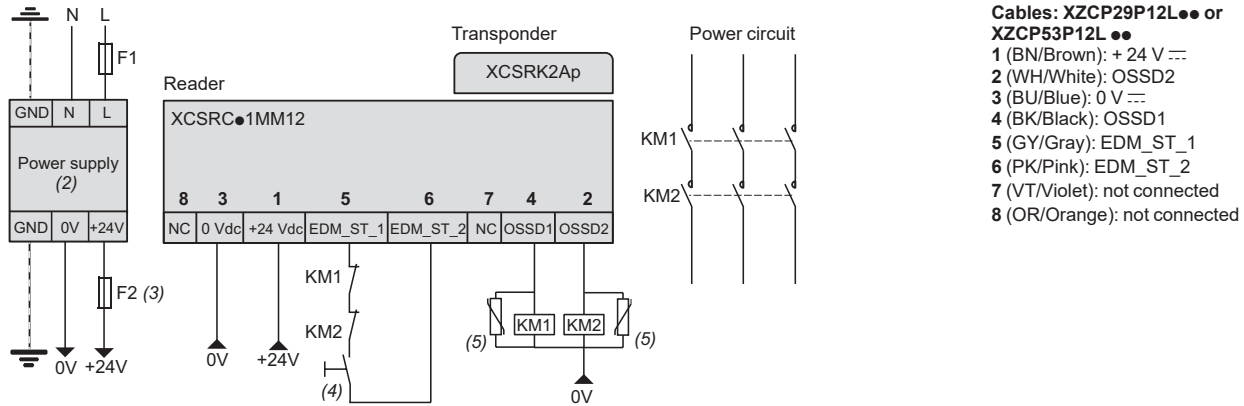 N L
F1
GND N L
Power supply
(2)
GND 0V +24V
F2 (3)
0V +24V
Reader
Transponder
XCSRK2Ap
XCSRC●1MM12
8 3 1 5 6 7 4 2
NC 0 Vdc +24 Vdc EDM_ST_1 EDM_ST_2 NC OSSD1 OSSD2
KM1
KM2
(4)
0V +24V
KM1 KM2
(5) (5)
0V
Power circuit
KM1
KM2
Cables: XZCP29P12L●● or
XZCP53P12L ●●
1 (BN/Brown): + 24 V ⎓
2 (WH/White): OSSD2
3 (BU/Blue): 0 V ⎓
4 (BK/Black): OSSD1
5 (GY/Gray): EDM_ST_1
6 (PK/Pink): EDM_ST_2
7 (VT/Violet): not connected
8 (OR/Orange): not connected